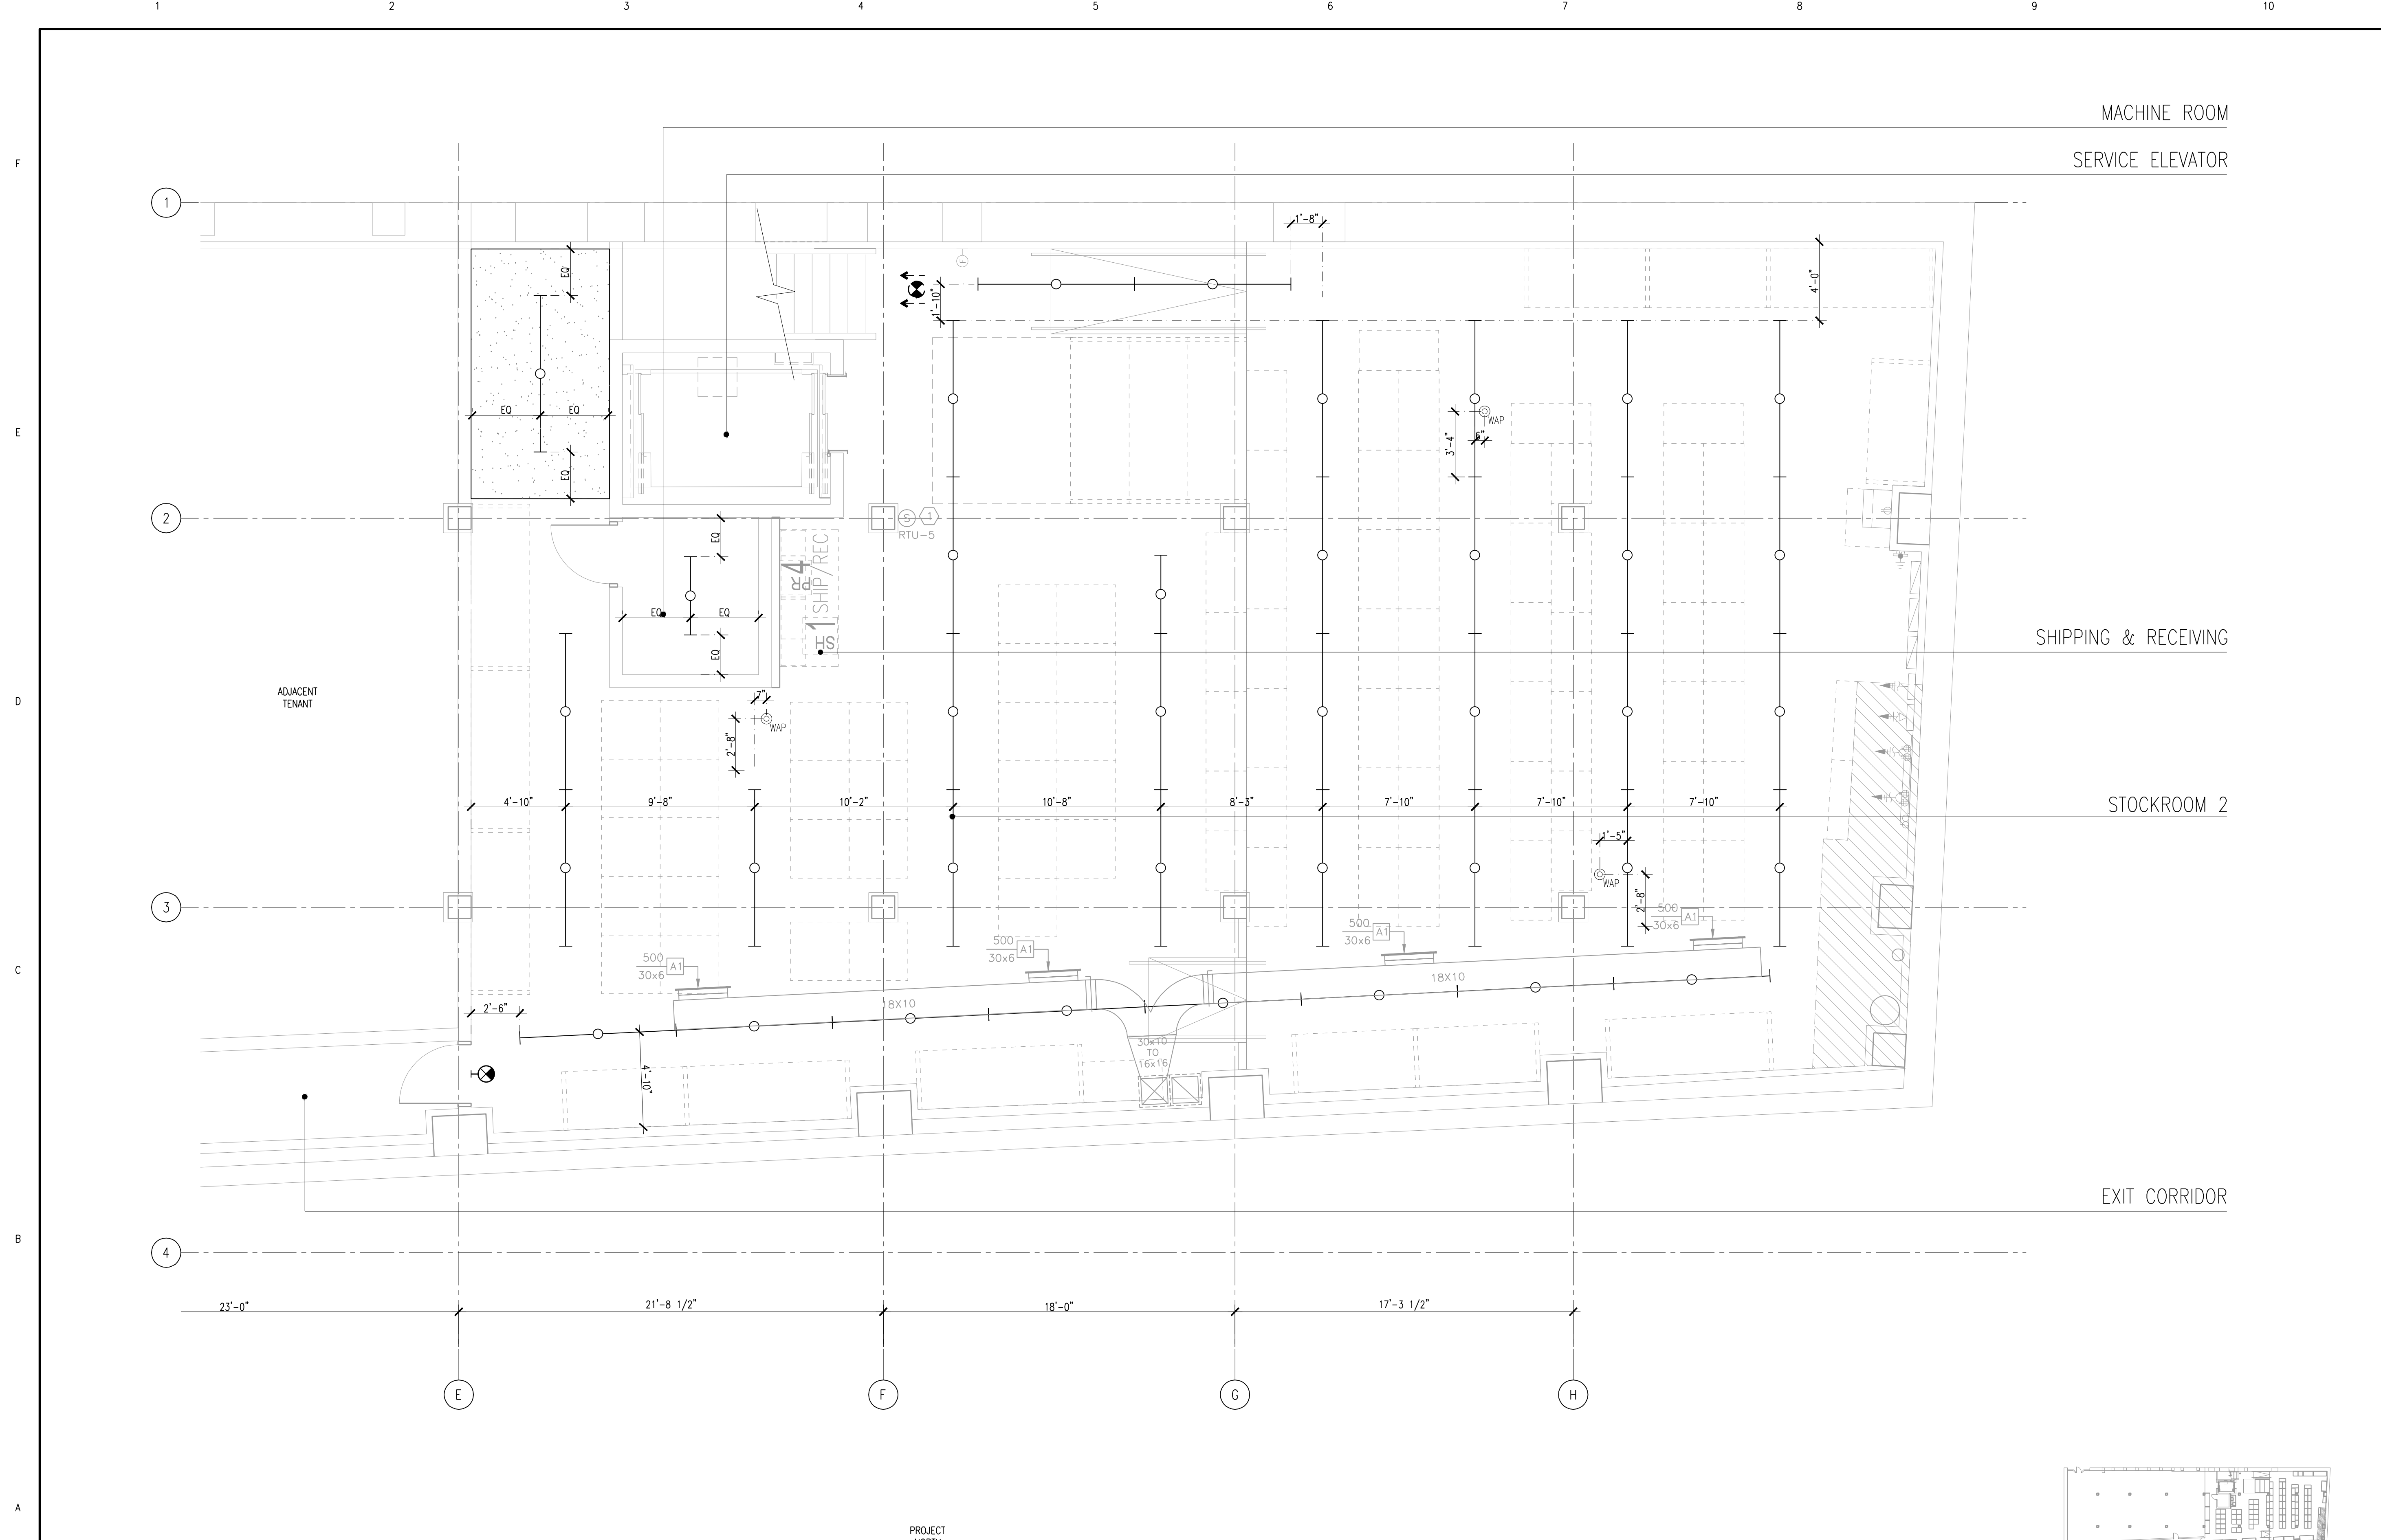 1 2 3 4 5 6 7 8 9 10
MACHINE ROOM
F
SERVICE ELEVATOR
1
1'-8"
EQ
4'-0"
1'-10"
EQ EQ
E
WAP
6"
3'-4"
EQ
2
S 1
RTU-5
EQ
PR 4
SHIP/REC
EQ EQ
1
SH
SHIPPING & RECEIVING
EQ
D
ADJACENT
TENANT
7"
WAP
2'-8"
4'-10" 9'-8" 10'-2" 10'-8" 8'-3" 7'-10" 7'-10" 7'-10"
STOCKROOM 2
1'-5"
WAP
2'-8"
3
500
30x6
A1
500
30x6
A1
500
30x6
A1
500
30x6
A1
C
18X10
18X10
2'-6"
30x10
TO
16x16
4'-10"
EXIT CORRIDOR
B
4
23'-0" 21'-8 1/2" 18'-0" 17'-3 1/2"
E F G H
A
PROJECT